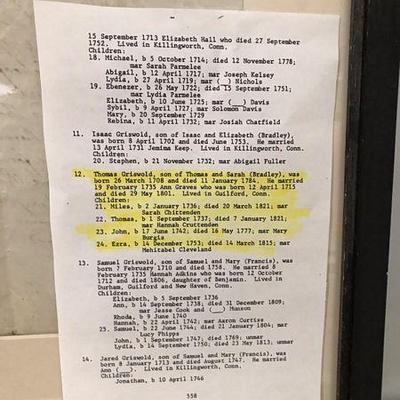 15 September 1713 Elizabeth Hall who died 27 September
1752. Lived in Killingworth, Conn.
Children:
18. Michael, b 5 October 1714; died 12 November 1778;
mar Sarah Parmelee
Abigail, b 12 April 1717; mar Joseph Kelsey
Lydia, b 27 April 1719; mar ( ) Nichols
19. Ebenezer, b 26 May 1722; died 15 September 1751;
mar Lydia Parmelee
Elizabeth, b 10 June 1725; mar (___) Davis
Sybil, b 9 April 1727; mar Solomon Davis
Mary, b 20 September 1729
Rebina, b 11 April 1732; mar Josiah Chatfield
11. Isaac Griswold, son of Isaac and Elizabeth (Bradley), was
born 8 April 1702 and died June 1753. He married
13 April 1731 Jemima Keep. Lived in Killingworth, Conn.
Children:
20. Stephen, b 21 November 1732; mar Abigail Fuller
12. Thomas Griswold, son of Thomas and Sarah (Bradley), was
born 26 March 1708 and died 11 January 1784. He married
19 February 1735 Ann Graves who was born 12 April 1715
and died 29 May 1801. Lived in Guilford, Conn.
Children:
21. Miles, b 2 January 1736; died 20 March 1821; mar
Sarah Chittenden
22. Thomas, b 1 September 1737; died 7 January 1821;
mar Hannah Cruttenden
23. John, b 17 June 1742; died 16 May 1777; mar Mary
Burgis
24. Ezra, b 14 December 1753; died 14 March 1815; mar
Mehitabel Cleveland
13. Samuel Griswold, son of Samuel and Mary (Francis), was
born 7 February 1710 and died 1758. He married 8
February 1735 Hannah Adkins who was born 12 October
1712 and died 1806, daughter of Benjamin. Lived in
Durham, Guilford and New Haven, Conn.
Children:
Elizabeth, b 5 September 1736
Ann, b 14 September 1738; died 31 December 1809;
mar Jesse Cook and (___) Munson
Rhoda, b 9 June 1740
Hannah, b 22 April 1742; mar Aaron Curtiss
25. Samuel, b 22 June 1744; died 21 January 1804; mar
Lucy Phipps
John, b 1 September 1747; died 1769; unmar
Lydia, b 14 September 1750; died 23 May 1813; unmar
14. Jared Griswold, son of Samuel and Mary (Francis), was
born 8 January 1713 and died August 1747. He married
Ann (___). Lived in Killingworth, Conn.
Children:
Jonathan, b 10 April 1746
558